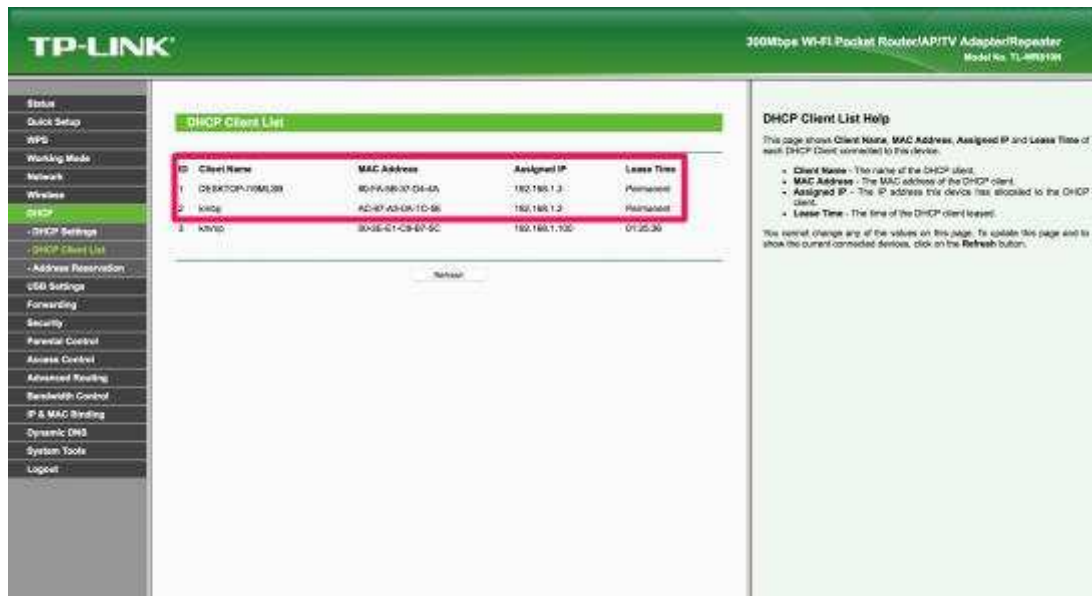 TP-LINK
300Mbps Wi-Fi Pocket Router/AP/TV Adapter/Repeater
Model No.
Status
Quick Setup
WPS
Working Mode
Network
Wireless
DHCP
- DHCP Settings
- DHCP Client List
- Address Reservation
USB Settings
Forwarding
Security
Parental Control
Access Control
Advanced Routing
Bandwidth Control
IP & MAC Binding
Dynamic DNS
System Tools
Logout
DHCP Client List
ID Client Name MAC Address Assigned IP Lease Time
1 Permanent
2 Permanent
3 192.168.1.100
Refresh
DHCP Client List Help
This page shows Client Name, MAC Address, Assigned IP and Lease Time of
each DHCP Client connected to this device.
• Client Name - The name of the DHCP client.
• MAC Address - The MAC address of the DHCP client.
• Assigned IP - The IP address this device has allocated to the DHCP
client.
• Lease Time - The time of the DHCP client leased.
You cannot change any of the values on this page. To update this page and to
show the current connected devices, click on the Refresh button.